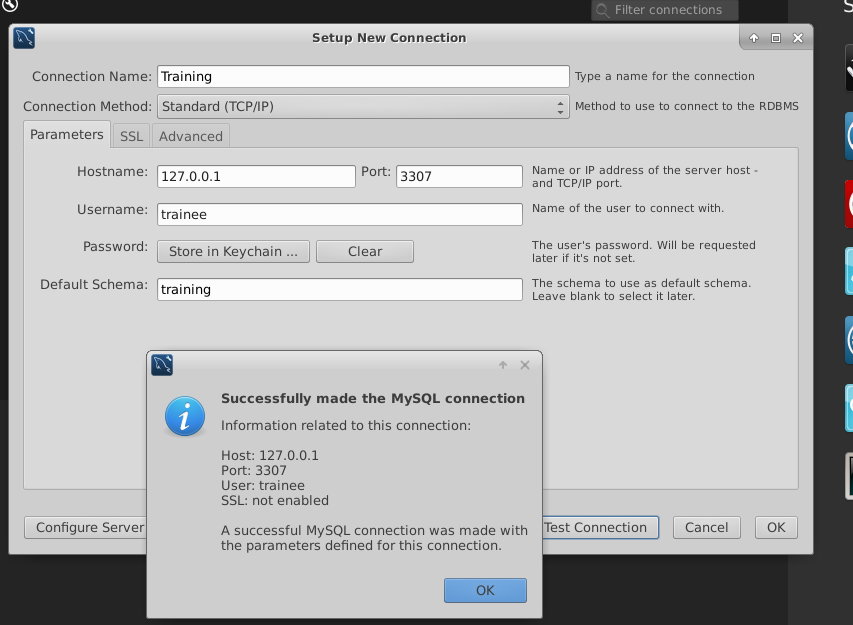 Filter connections
S
Setup New Connection
Connection Name: Training Type a name for the connection
Connection Method: Standard (TCP/IP) Method to use to connect to the RDBMS
Parameters SSL Advanced
Hostname: 127.0.0.1 Port: 3307 Name or IP address of the server host -
and TCP/IP port.
Username: trainee Name of the user to connect with.
Password: Store in Keychain ... Clear The user's password. Will be requested
later if it's not set.
Default Schema: training The schema to use as default schema.
Leave blank to select it later.
Successfully made the MySQL connection
Information related to this connection:
Host: 127.0.0.1
Port: 3307
User: trainee
SSL: not enabled
A successful MySQL connection was made with
the parameters defined for this connection.
Configure Server Test Connection Cancel OK
OK